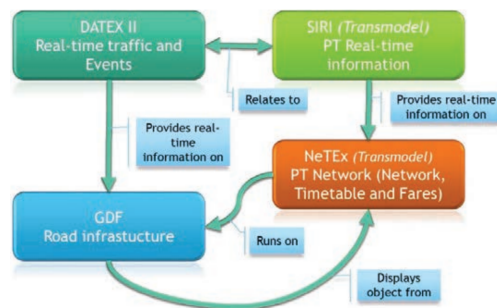 DATEX II
Real-time traffic and
Events
SIRI (Transmodel)
PT Real-time
information
Relates to
Provides real-
time
information on
Provides real-time
information on
NeTEx (Transmodel)
PT Network (Network,
Timetable and Fares)
GDF
Road infrastucture
Runs on
Displays
object from